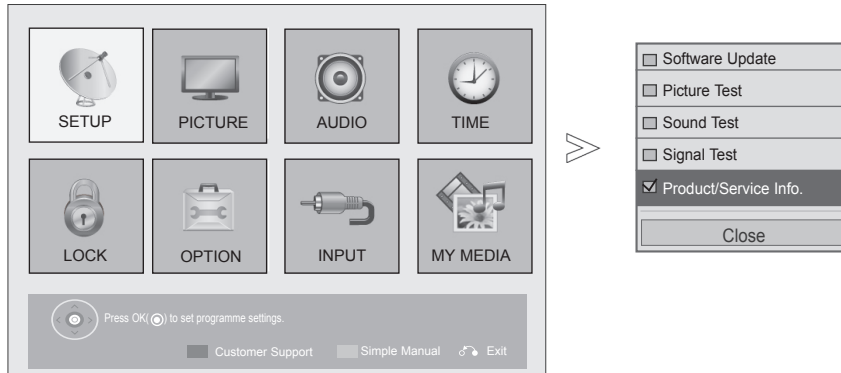 SETUP
PICTURE
AUDIO
TIME
LOCK
OPTION
INPUT
MY MEDIA
Press OK( ) to set programme settings.
Customer Support
Simple Manual
Exit
Software Update
Picture Test
Sound Test
Signal Test
Product/Service Info.
Close